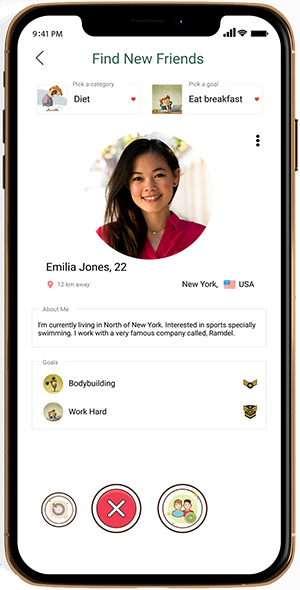 9:41 PM
Find New Friends
Pick a category
Diet
Pick a goal
Eat breakfast
Emilia Jones, 22
12 km away
New York, USA
About Me
I'm currently living in North of New York. Interested in sports specially
swimming. I work with a very famous company called, Ramdel.
Goals
Bodybuilding
Work Hard